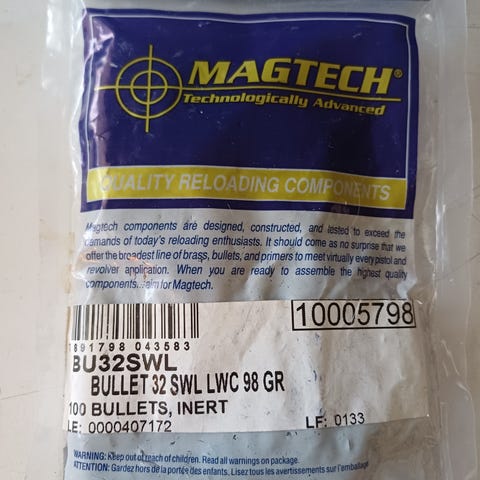 MAGTECH®
Technologically Advanced
QUALITY RELOADING COMPONENTS
Magtech components are designed, constructed, and tested to exceed the
demands of today's reloading enthusiasts. It should come as no surprise that we
offer the broadest line of brass, bullets, and primers to meet virtually every pistol and
revolver application. When you are ready to assemble the highest quality
components...aim for Magtech.
10005798
891798 043583
BU32SWL
BULLET 32 SWL LWC 98 GR
100 BULLETS, INERT
LE: 0000407172 LF: 0133
WARNING: Keep out of reach of children. Read all warnings on package.
ATTENTION: Gardez hors de la portée des enfants. Lisez tous les avertissements sur l'emballage